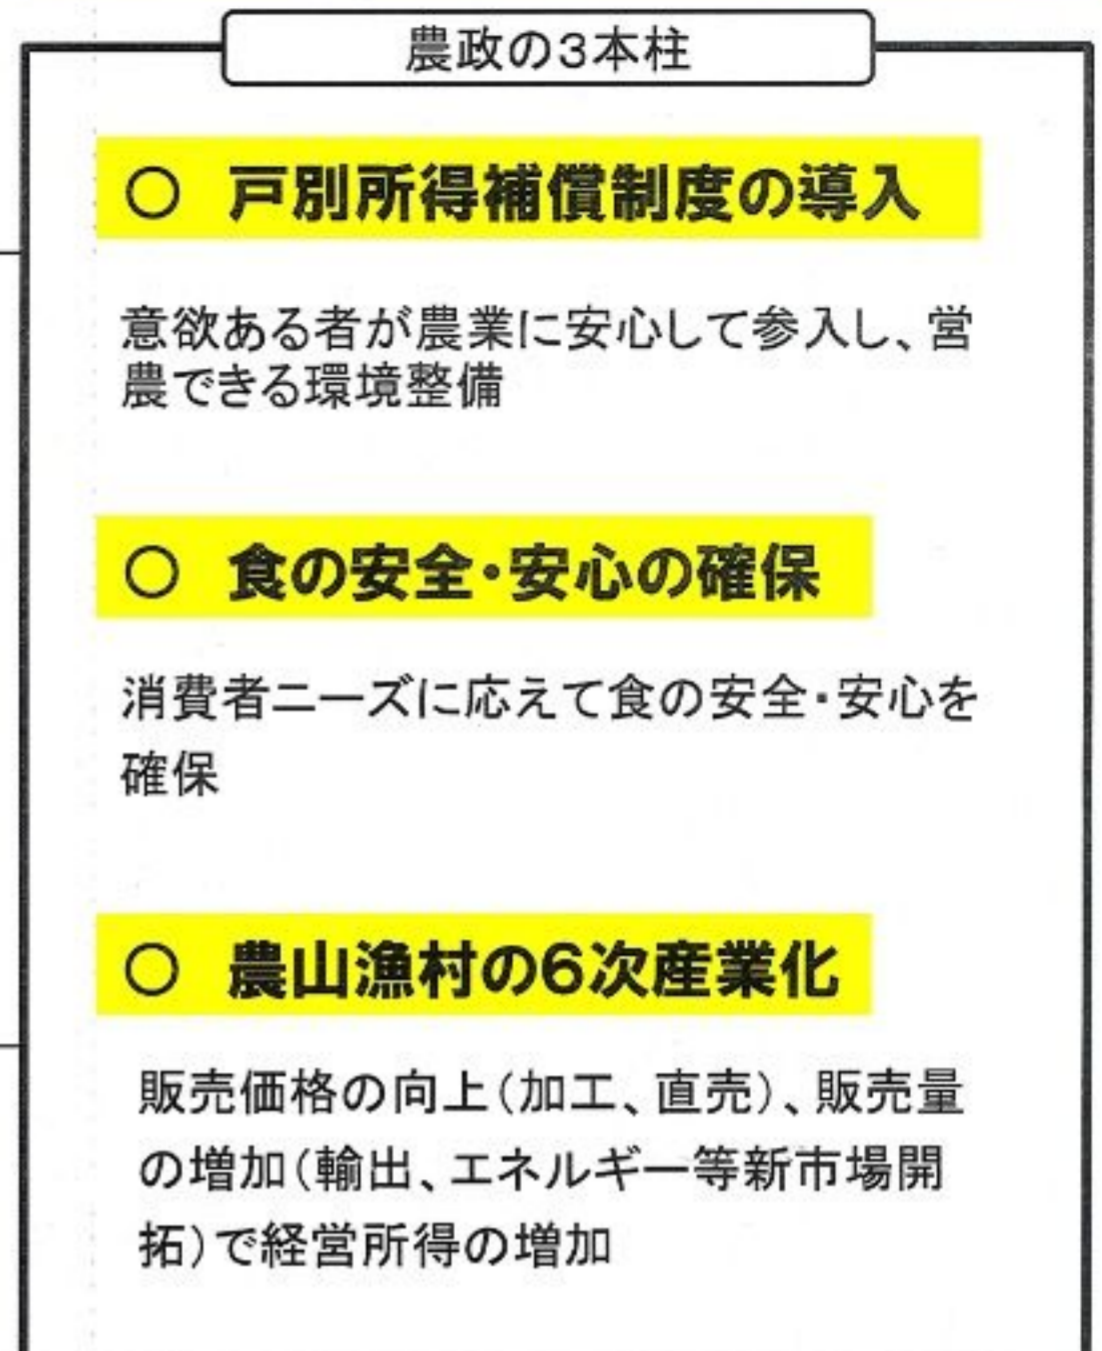 農政の3本柱
○ 戸別所得補償制度の導入
意欲ある者が農業に安心して参入し、営
農できる環境整備
○ 食の安全・安心の確保
消費者ニーズに応えて食の安全・安心を
確保
○ 農山漁村の6次産業化
販売価格の向上(加工、直売)、販売量
の増加(輸出、エネルギー等新市場開
拓)で経営所得の増加